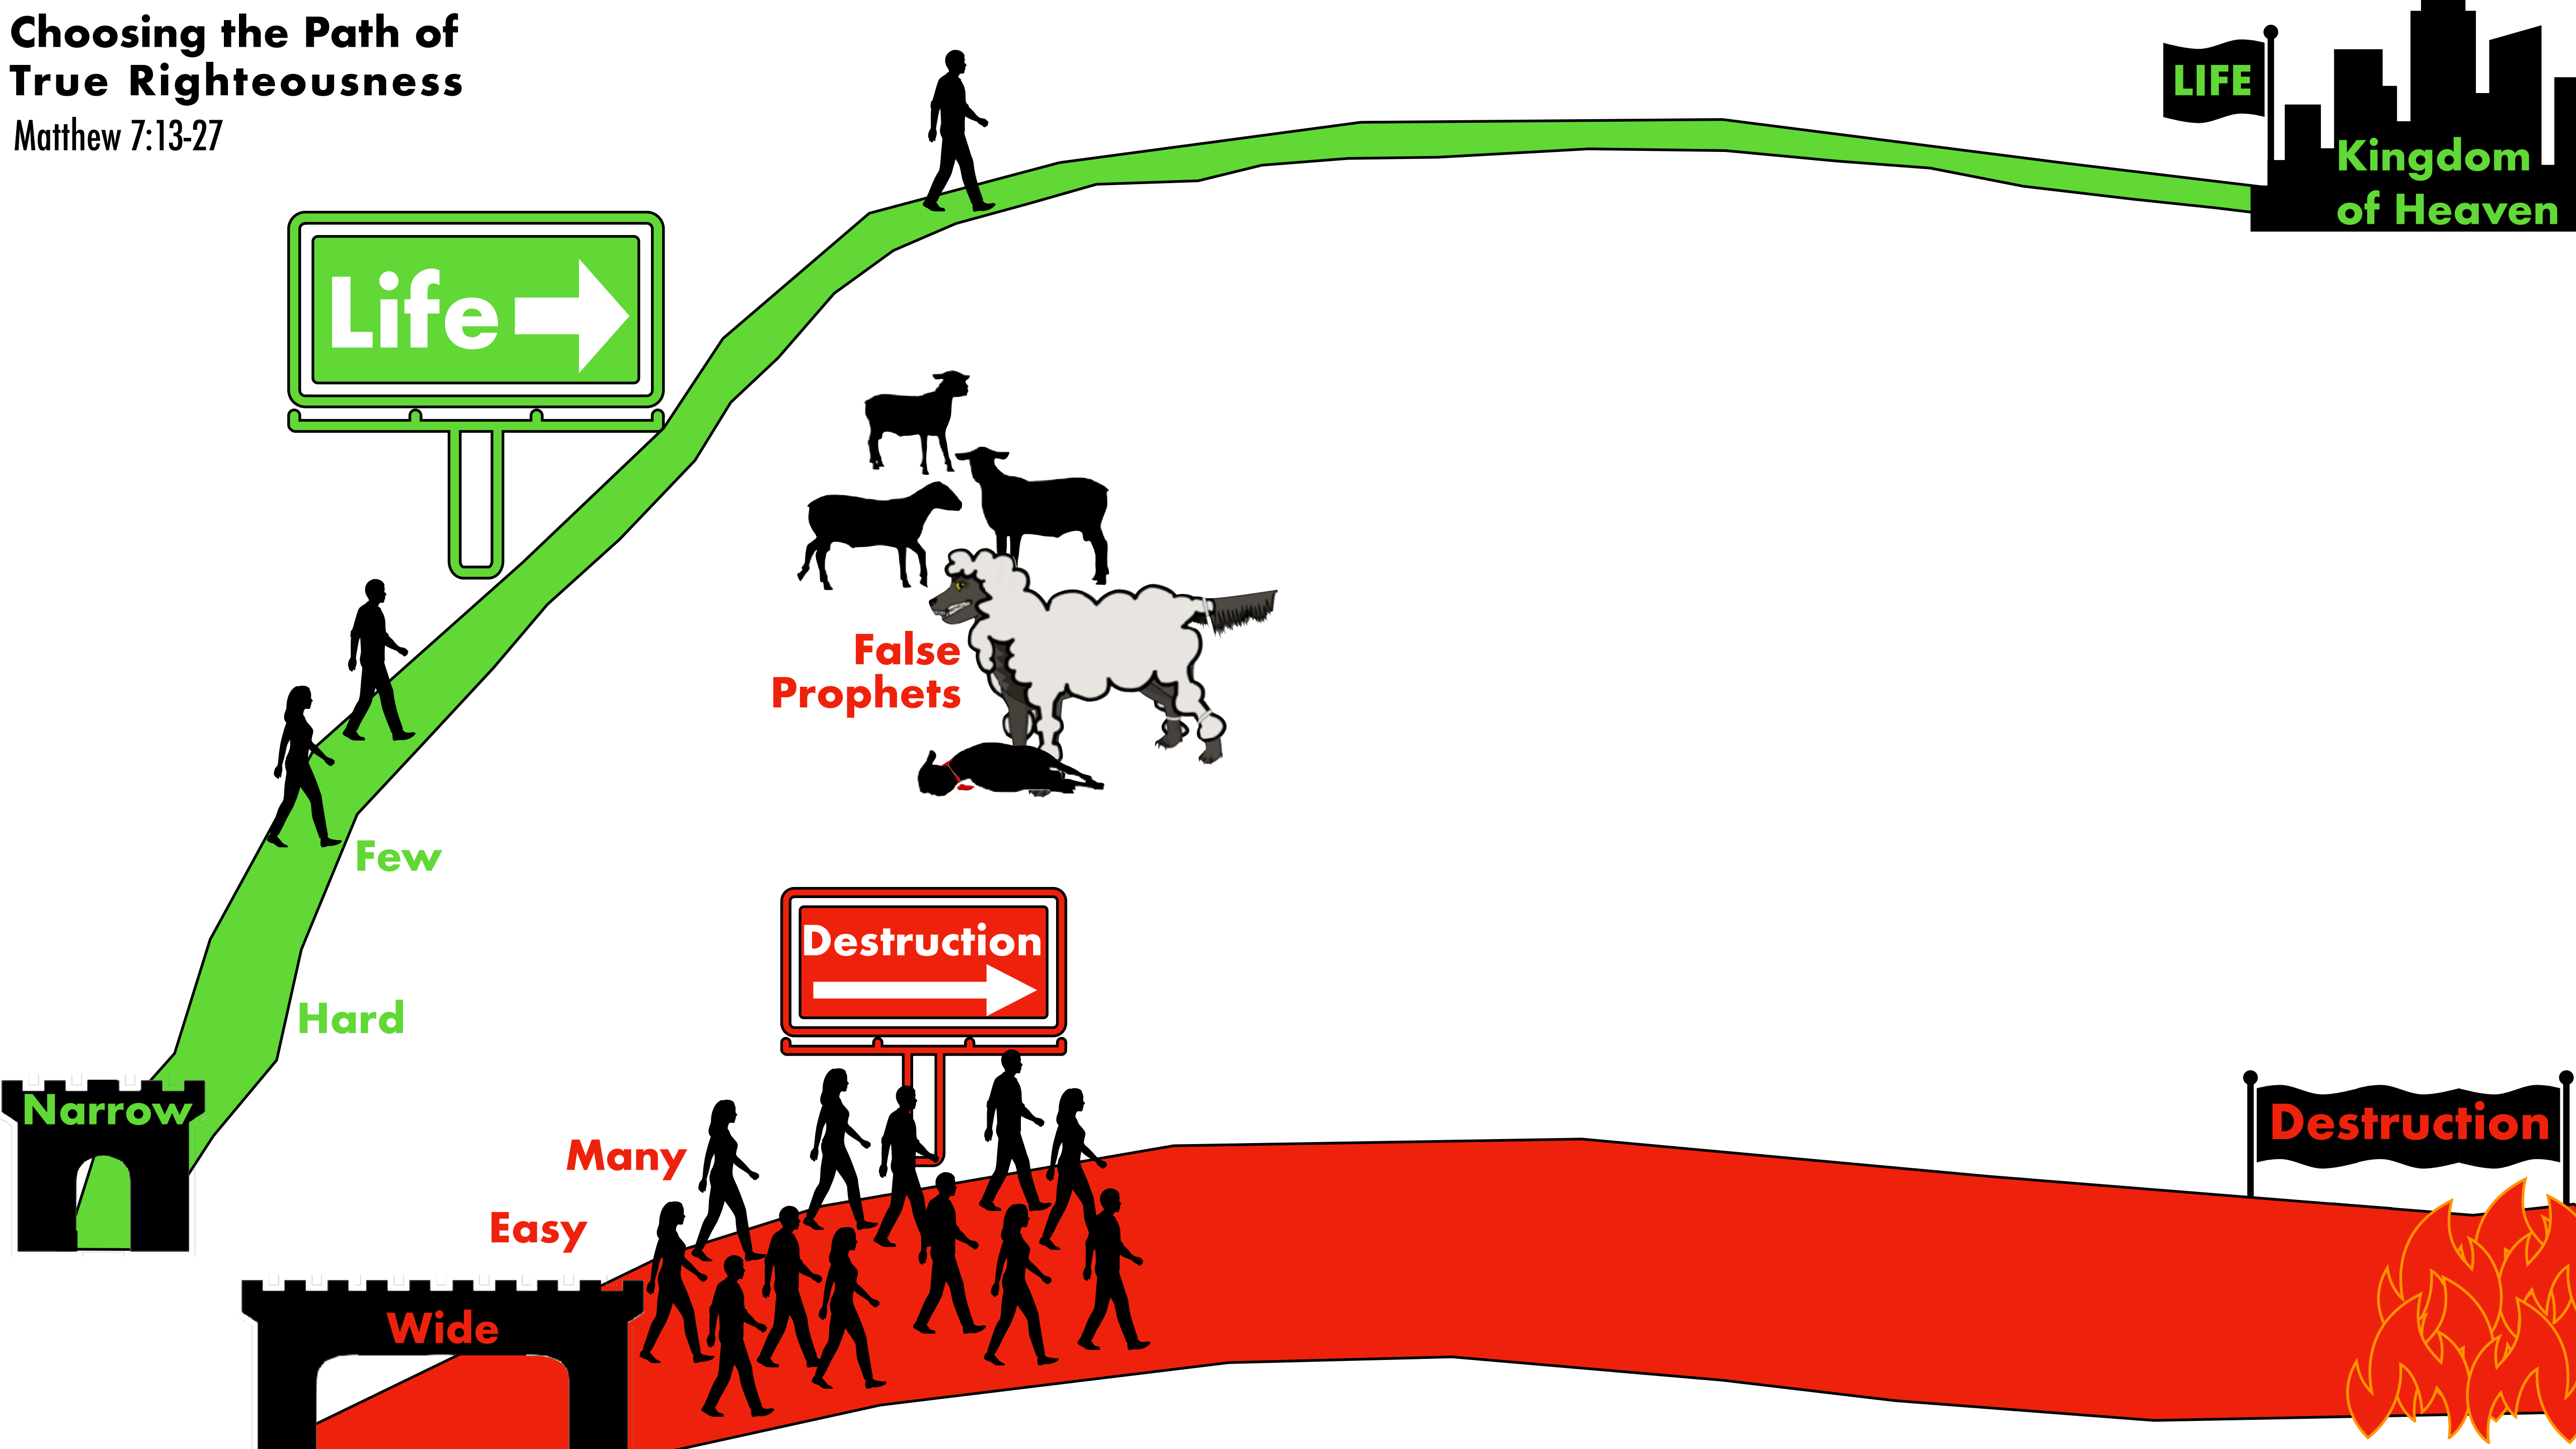 Choosing the Path of
True Righteousness
Matthew 7:13-27
LIFE
Kingdom
of Heaven
Life
False
Prophets
Few
Destruction
Hard
Narrow
Many
Easy
Wide
Destruction